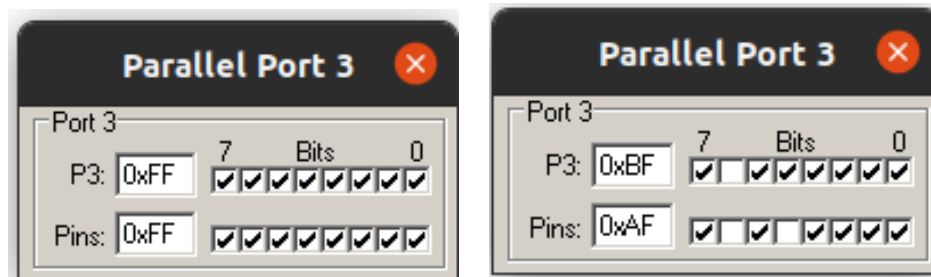 Parallel Port 3
Port 3
7 Bits 0
P3: 0xFF
Pins: 0xFF
Parallel Port 3
Port 3
7 Bits 0
P3: 0xBF
Pins: 0xAF